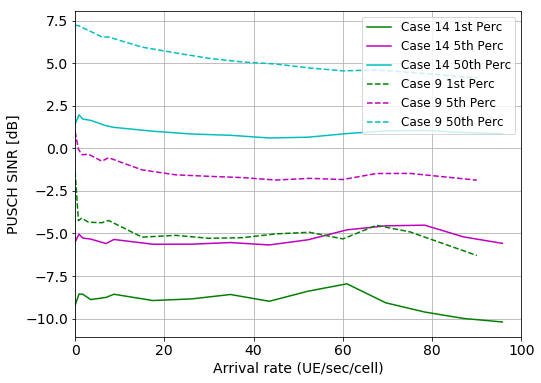 7.5
5.0
2.5
0.0
−2.5
−5.0
−7.5
−10.0
PUSCH SINR [dB]
Case 14 1st Perc
Case 14 5th Perc
Case 14 50th Perc
Case 9 1st Perc
Case 9 5th Perc
Case 9 50th Perc
0 20 40 60 80 100
Arrival rate (UE/sec/cell)